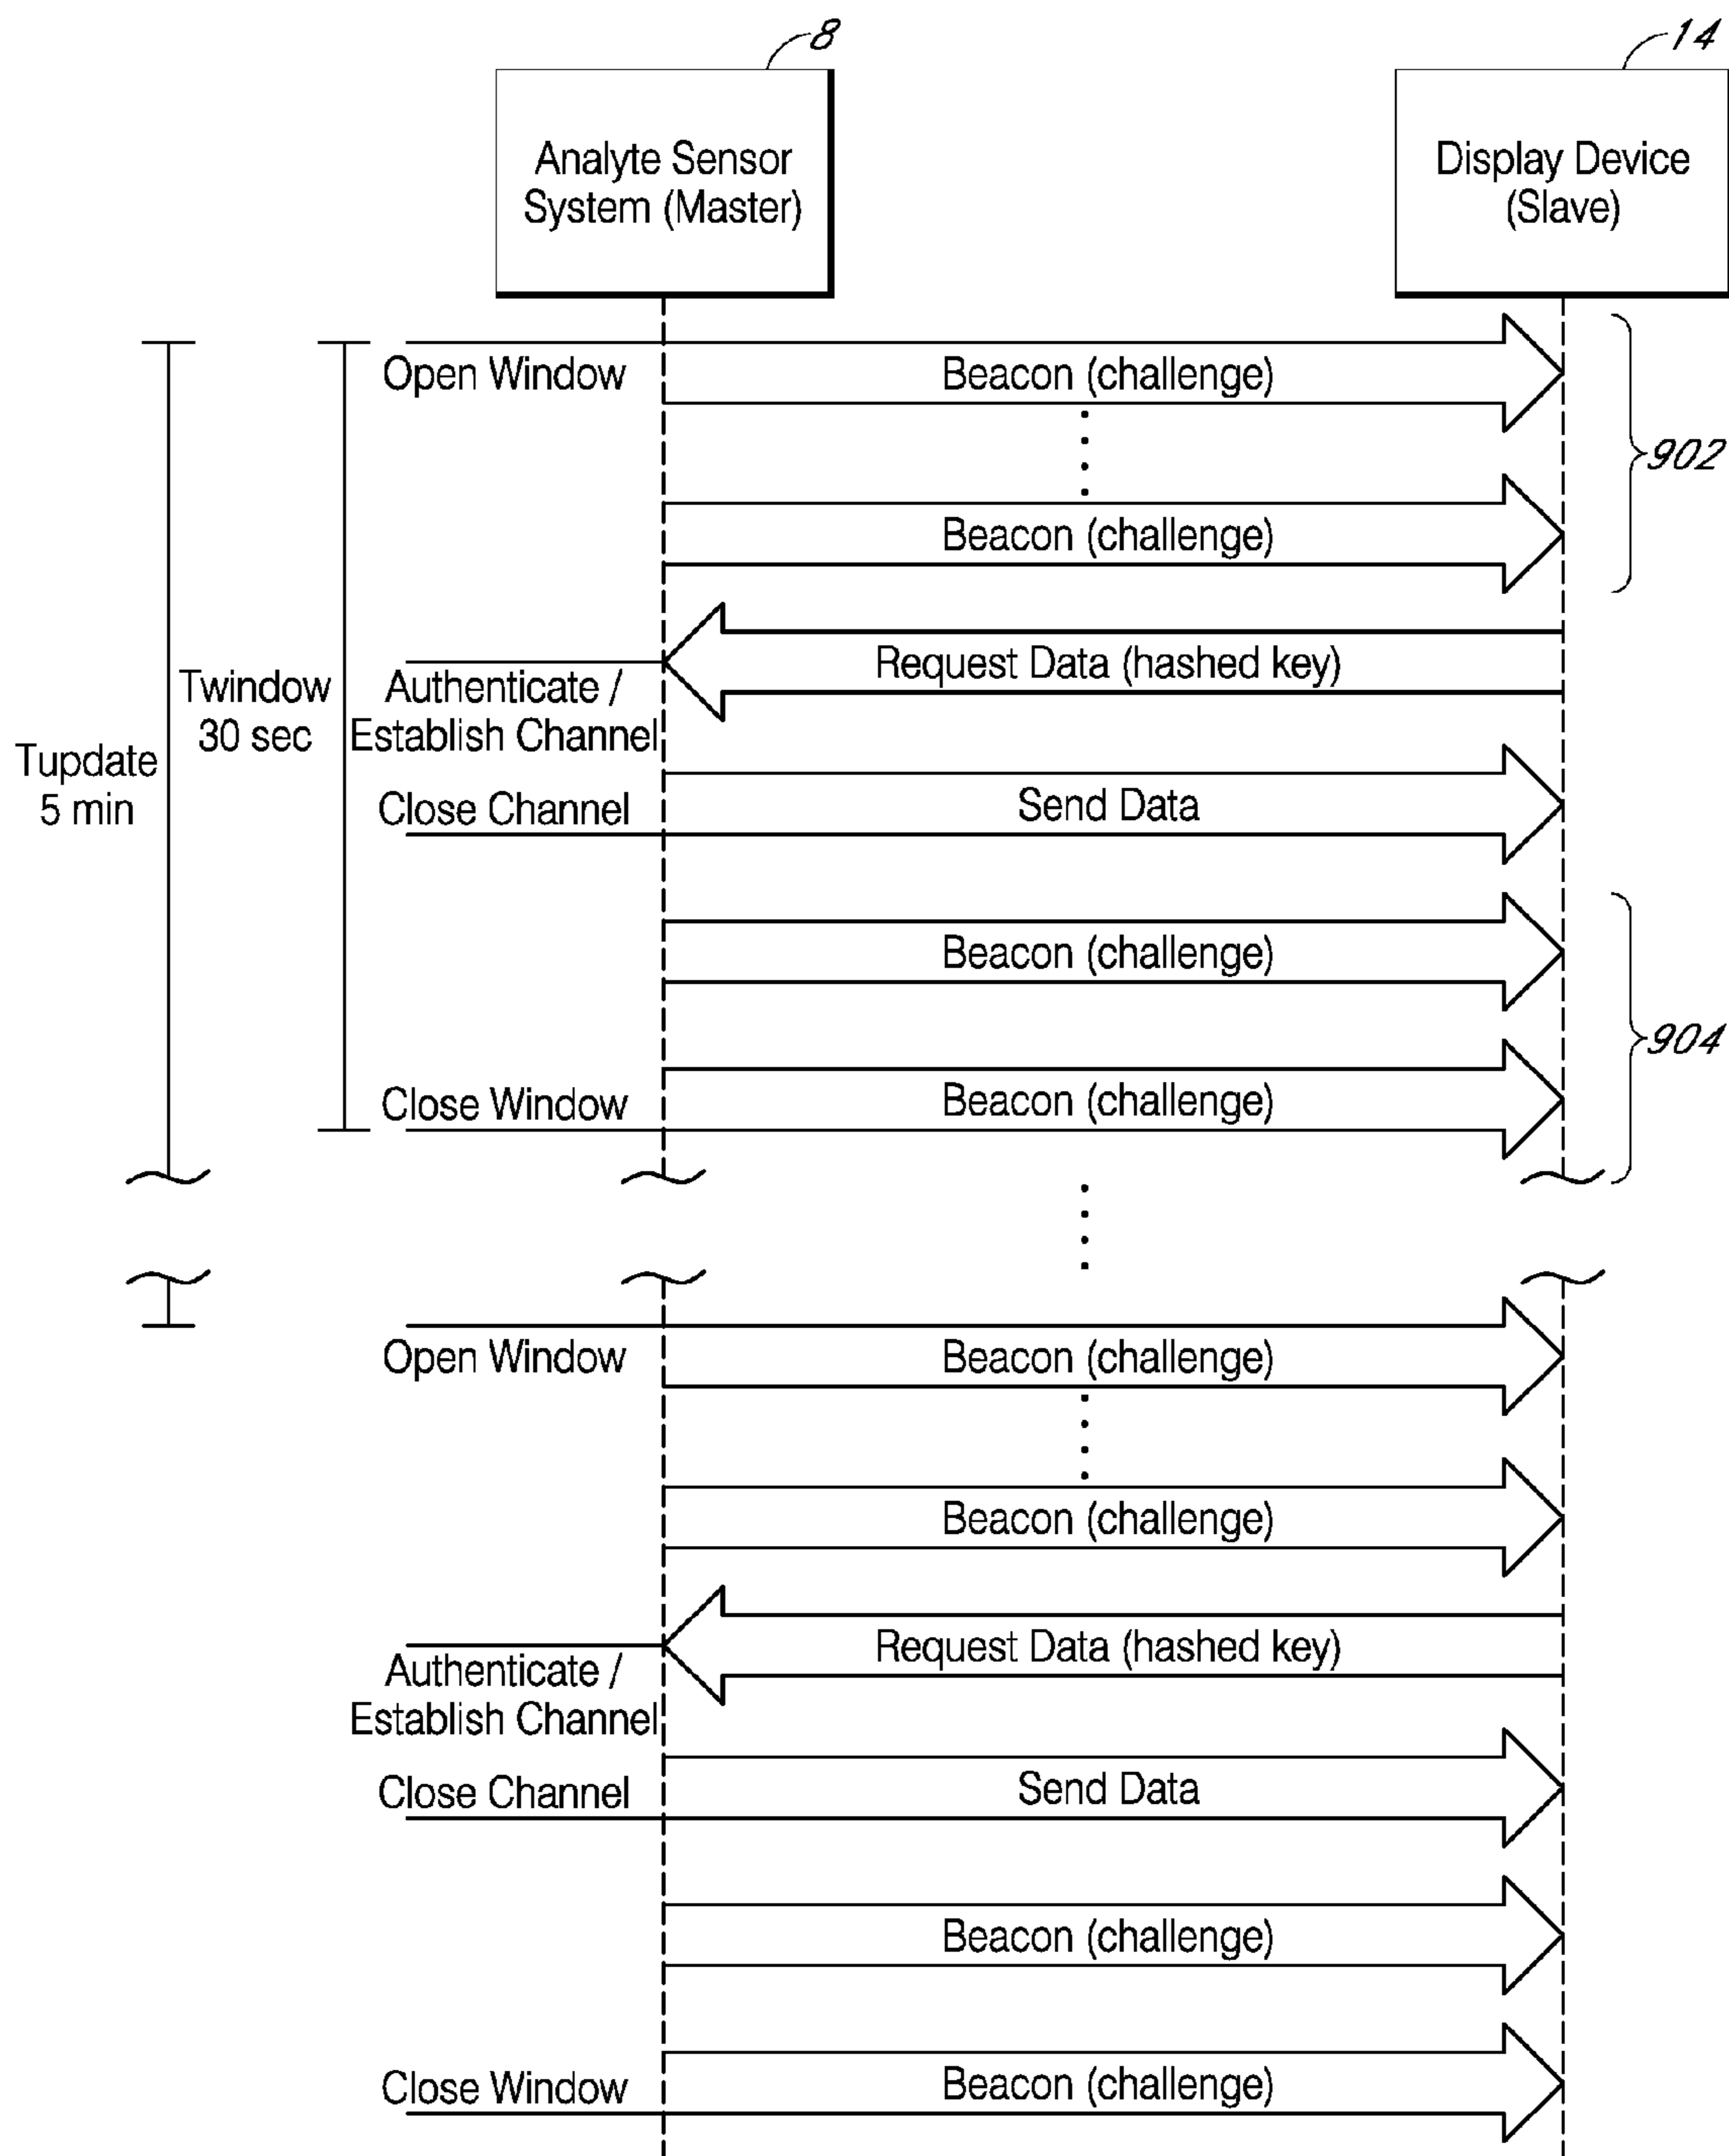 8
14
Analyte Sensor
System (Master)
Display Device
(Slave)
Open Window
Beacon (challenge)
902
Beacon (challenge)
Request Data (hashed key)
Authenticate /
Establish Channel
Twindow
30 sec
Tupdate
5 min
Close Channel
Send Data
Beacon (challenge)
904
Close Window
Beacon (challenge)
Open Window
Beacon (challenge)
Beacon (challenge)
Request Data (hashed key)
Authenticate /
Establish Channel
Close Channel
Send Data
Beacon (challenge)
Close Window
Beacon (challenge)